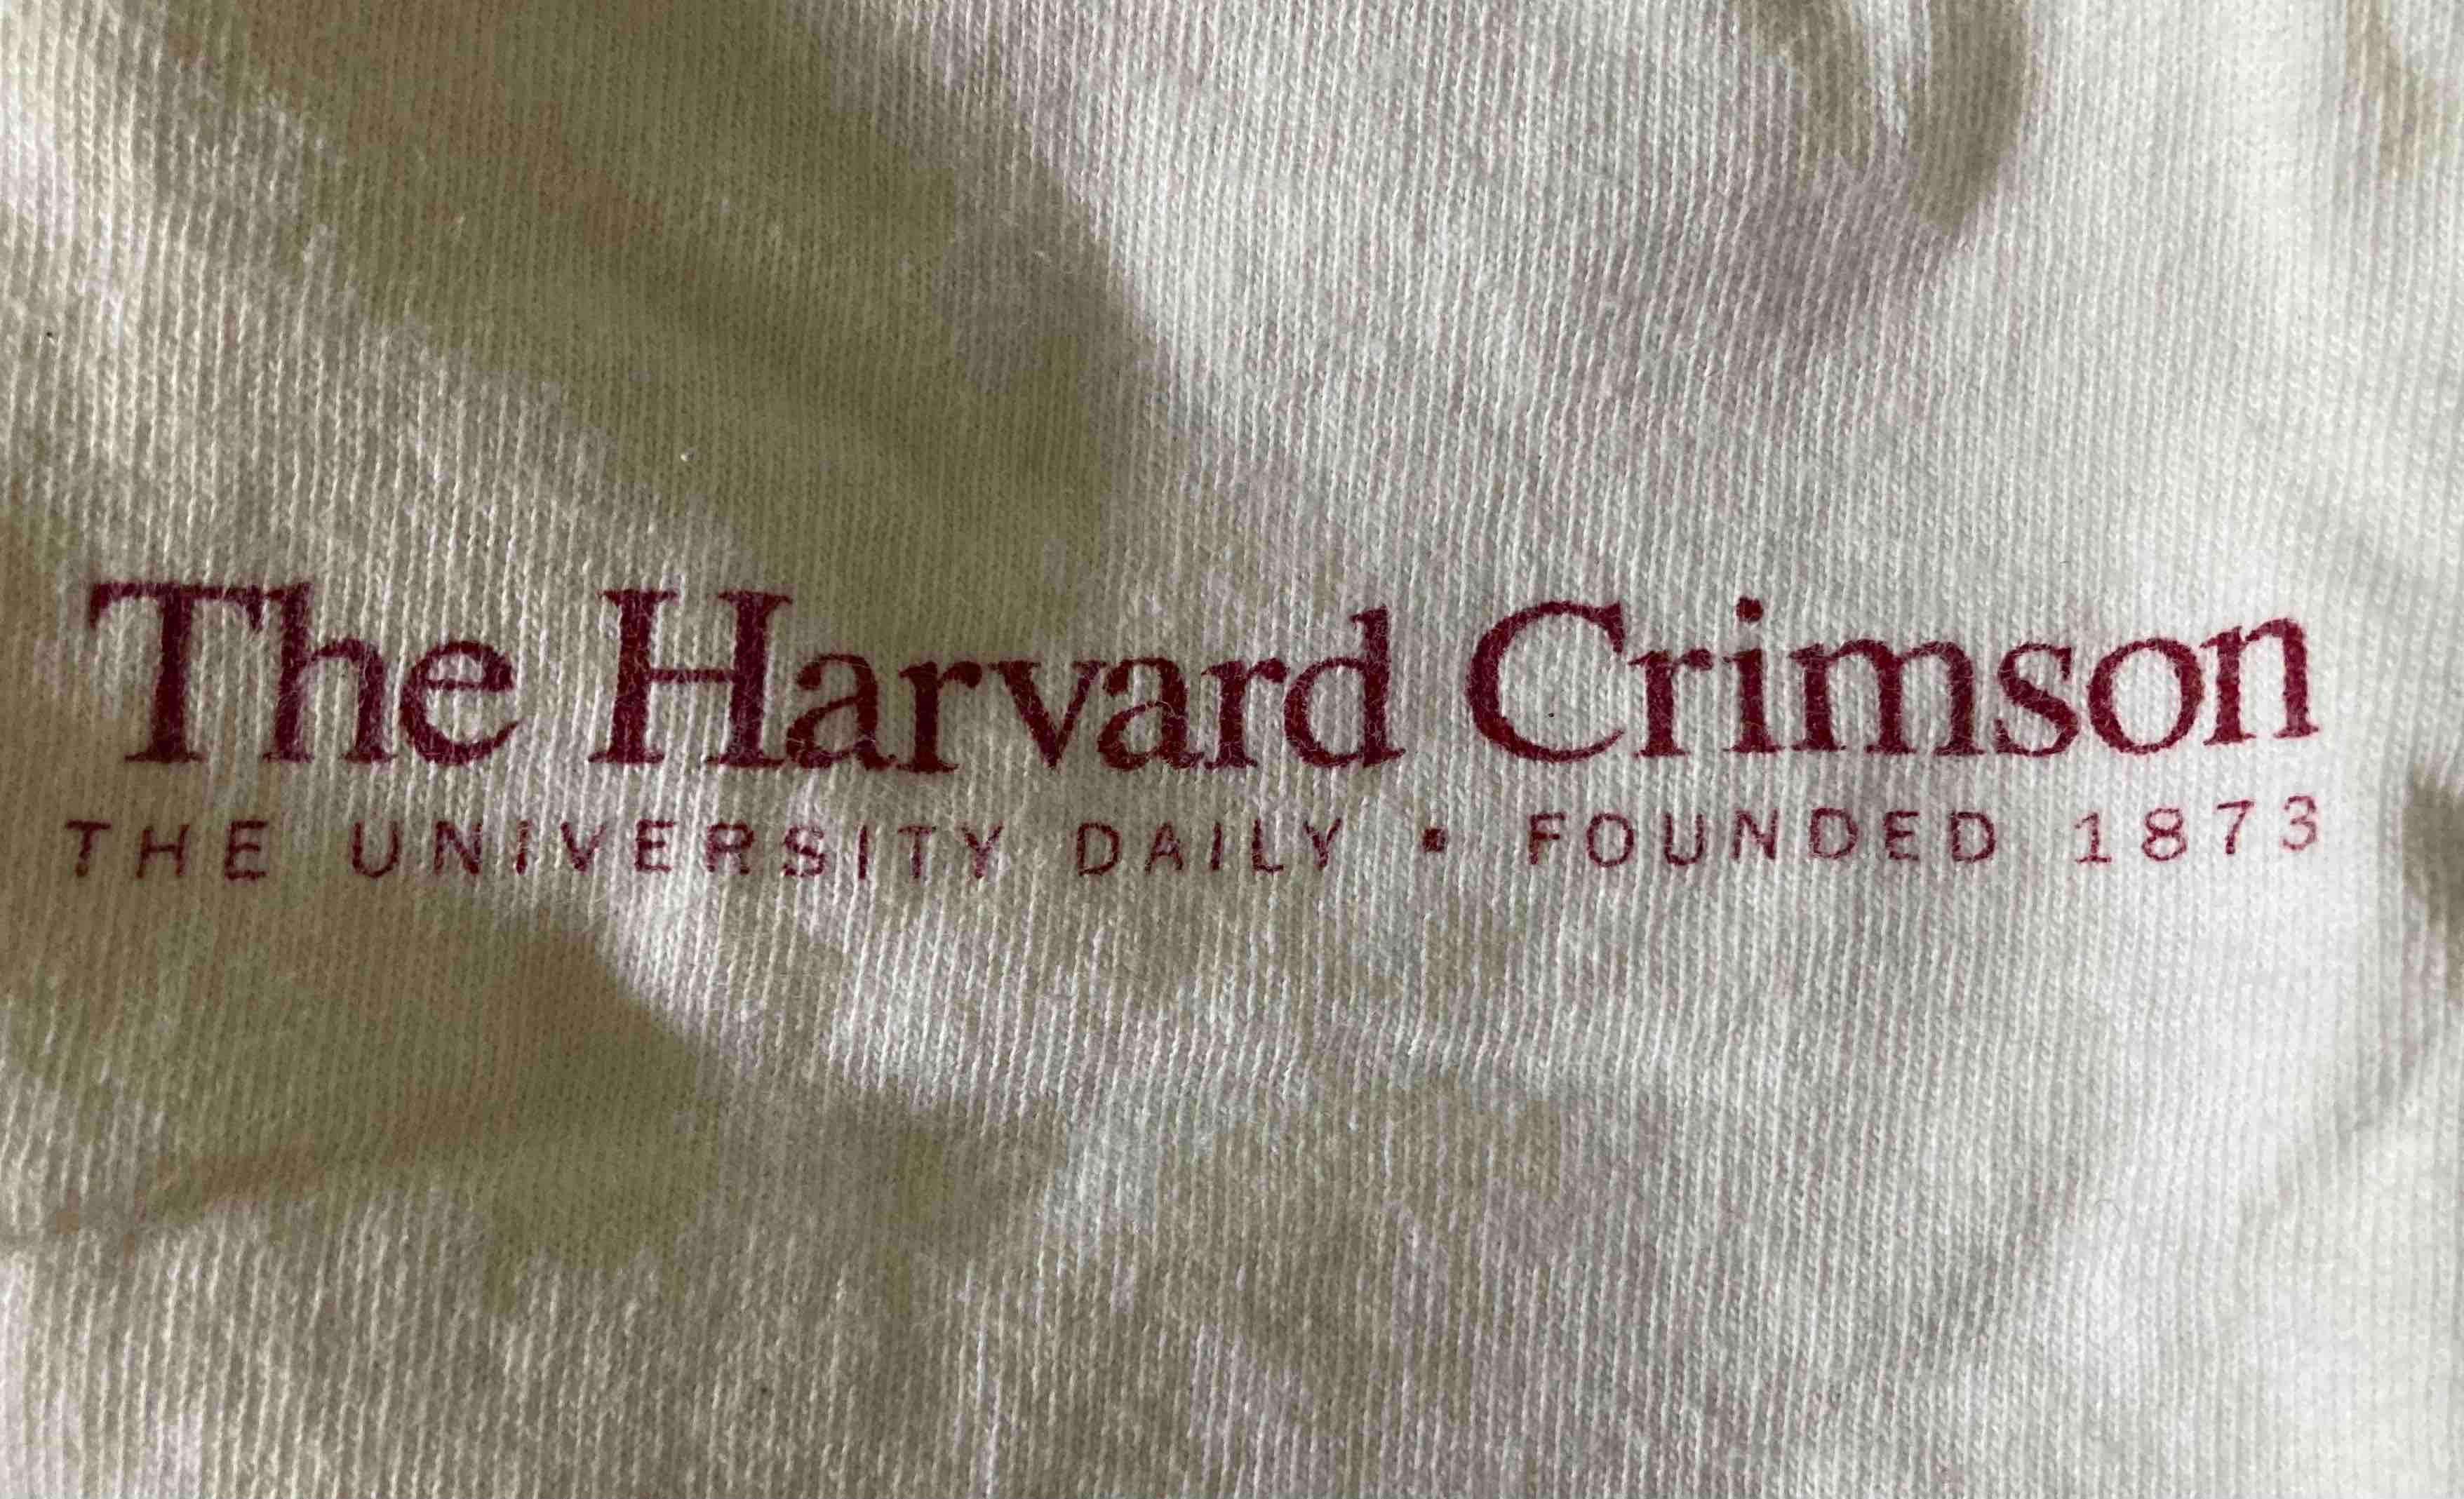 The Harvard Crimson
THE UNIVERSITY DAILY • FOUNDED 1873